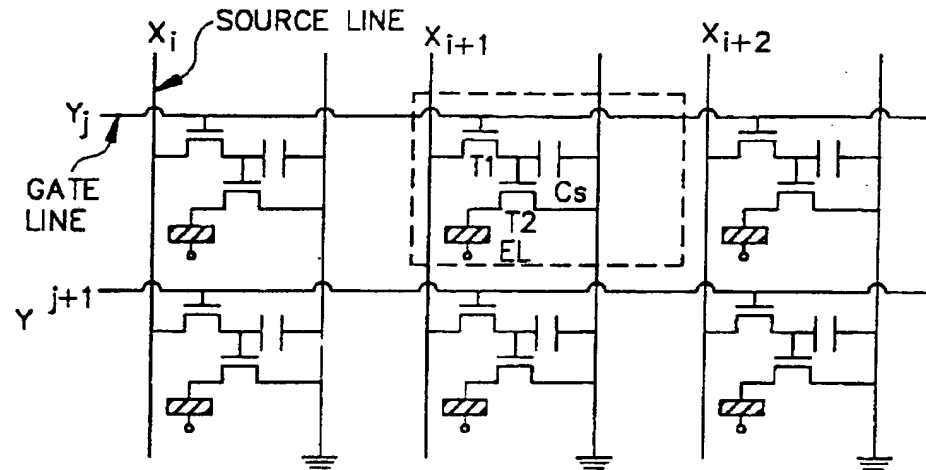 SOURCE LINE
Xi Xi+1 Xi+2
Yj
T1
Cs
GATE LINE
T2
EL
Y j+1